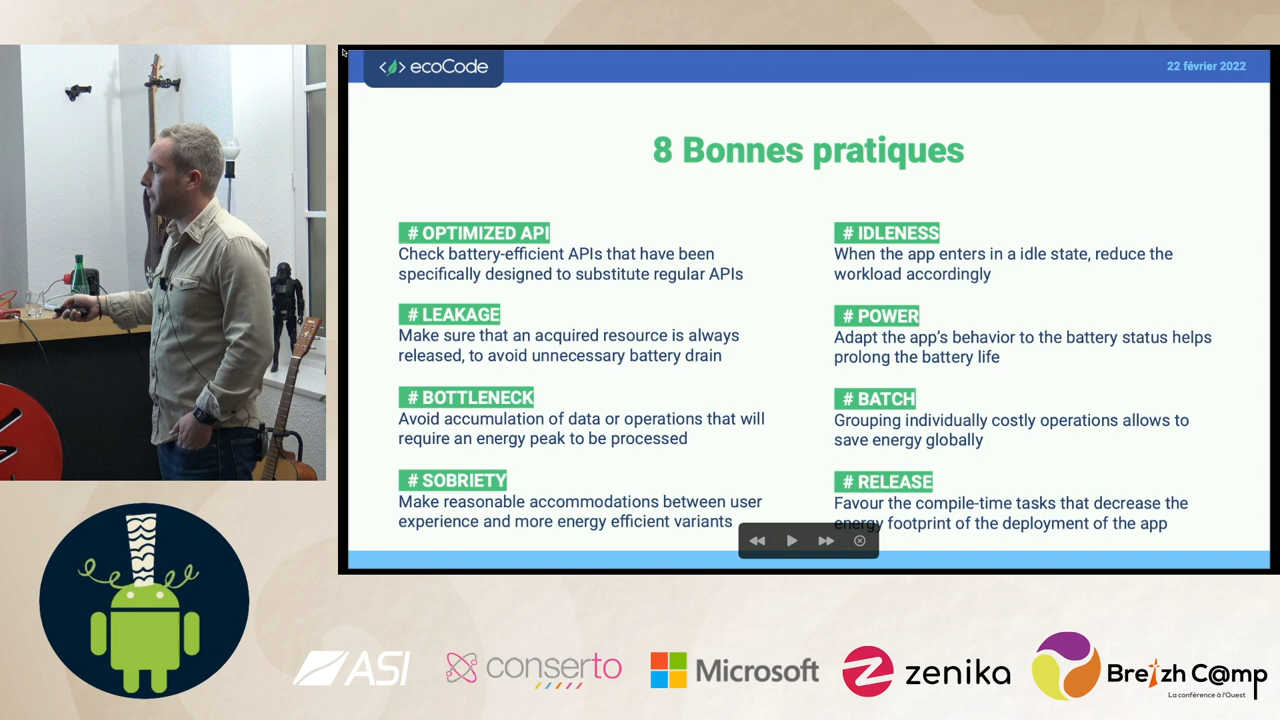 ecoCode
22 février 2022
8 Bonnes pratiques
# OPTIMIZED API
Check battery-efficient APIs that have been
specifically designed to substitute regular APIs
# LEAKAGE
Make sure that an acquired resource is always
released, to avoid unnecessary battery drain
# BOTTLENECK
Avoid accumulation of data or operations that will
require an energy peak to be processed
# SOBRIETY
Make reasonable accommodations between user
experience and more energy efficient variants
# IDLENESS
When the app enters in a idle state, reduce the
workload accordingly
# POWER
Adapt the app's behavior to the battery status helps
prolong the battery life
# BATCH
Grouping individually costly operations allows to
save energy globally
# RELEASE
Favour the compile-time tasks that decrease the
energy footprint of the deployment of the app
ASI
conserto
Microsoft
zenika
Breizh C@mp
La conférence à l'Ouest